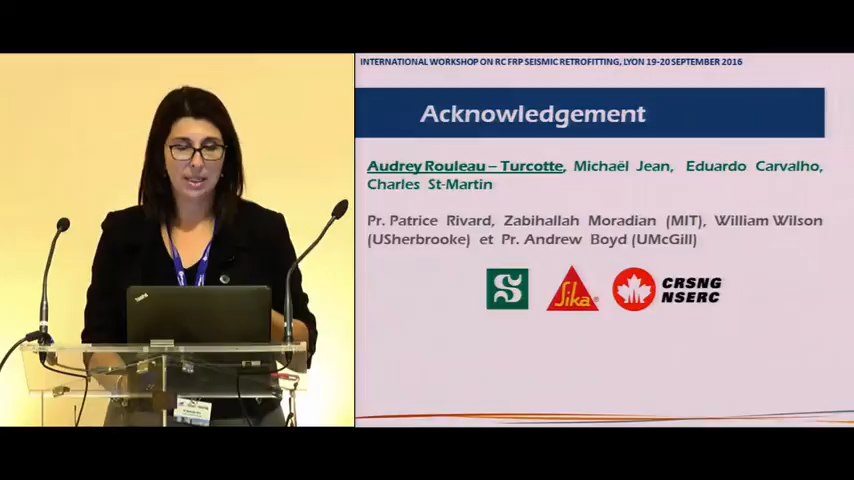 INTERNATIONAL WORKSHOP ON RC FRP SEISMIC RETROFITTING, LYON 19-20 SEPTEMBER 2016
Acknowledgement
Audrey Rouleau – Turcotte, Michaël Jean, Eduardo Carvalho,
Charles St-Martin
Pr. Patrice Rivard, Zabihallah Moradian (MIT), William Wilson
(USherbrooke) et Pr. Andrew Boyd (UMcGill)
S
Sika®
CRSNG
NSERC